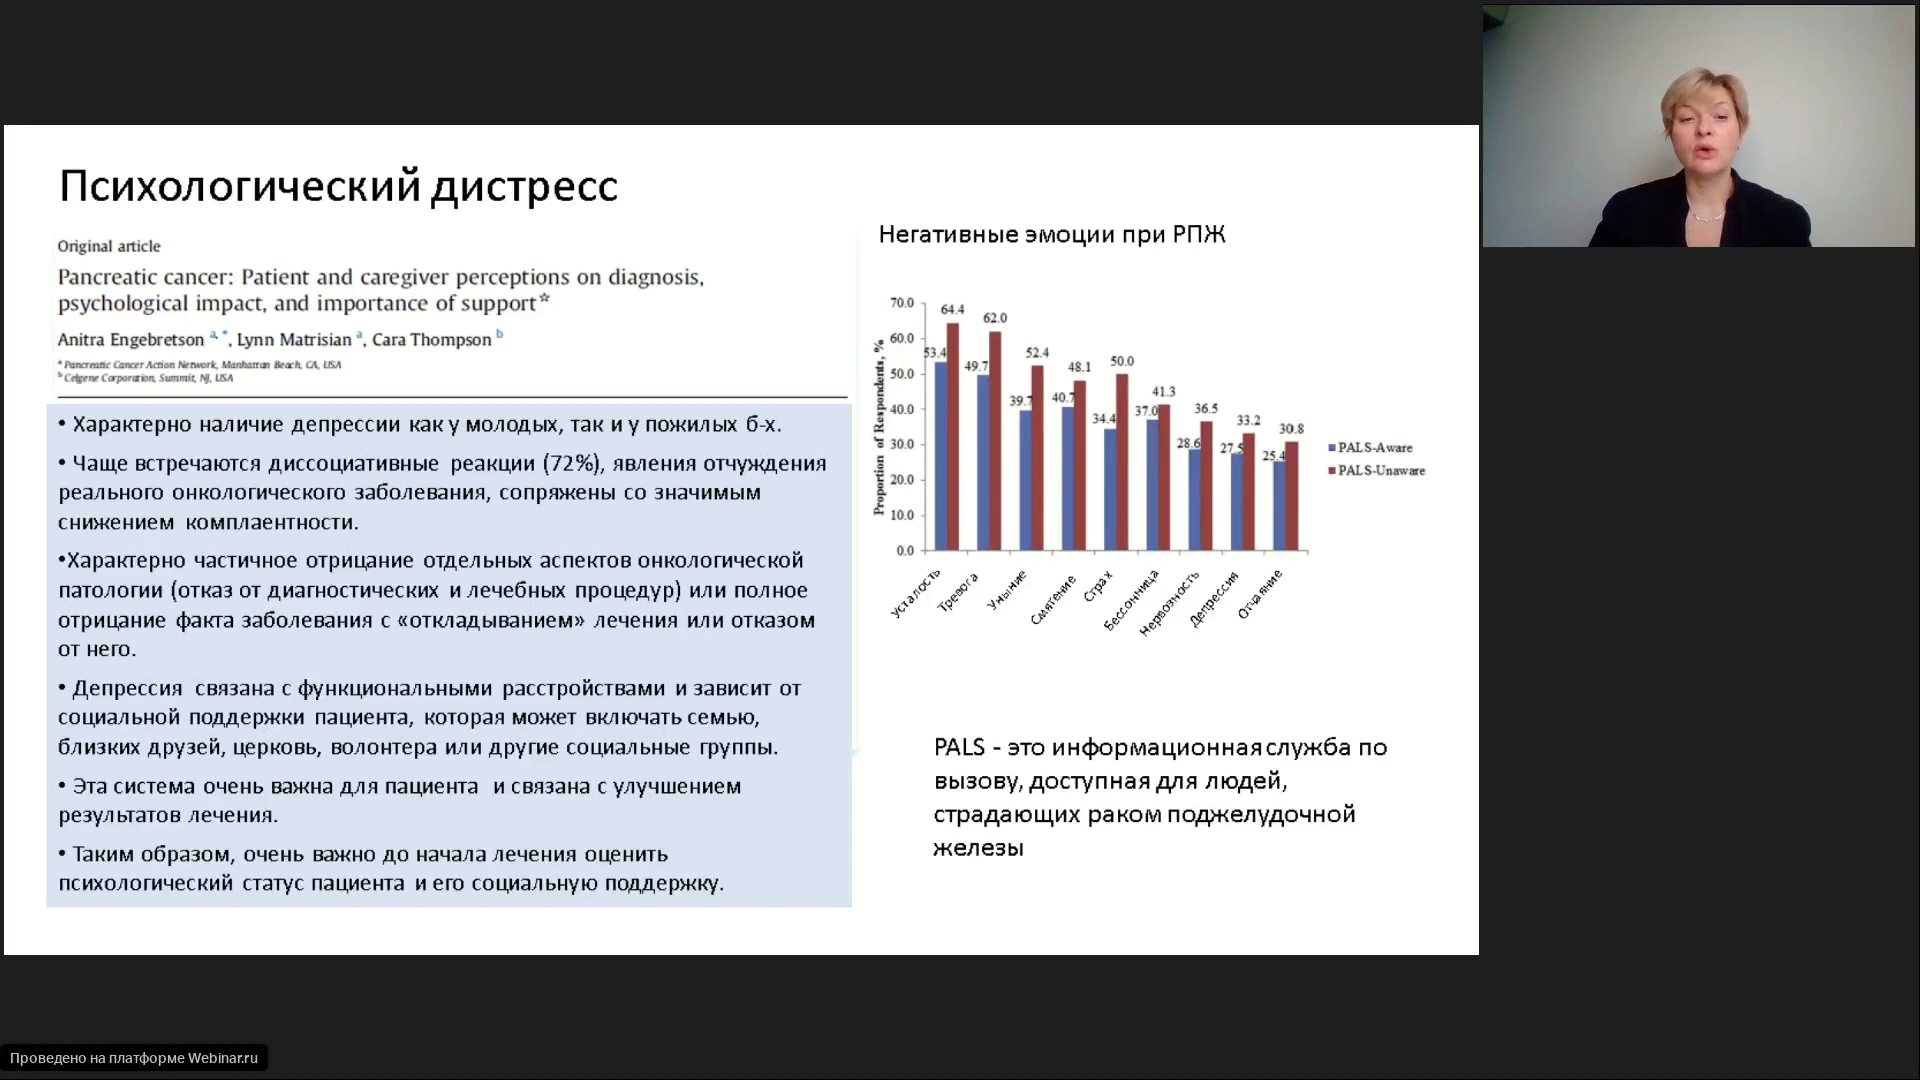 Психологический дистресс
Original article
Pancreatic cancer: Patient and caregiver perceptions on diagnosis,
psychological impact, and importance of support☆
Anitra Engebretson a, *, Lynn Matrisian a, Cara Thompson b
a Pancreatic Cancer Action Network, Manhattan Beach, CA, USA
b Celgene Corporation, Summit, NJ, USA
• Характерно наличие депрессии как у молодых, так и у пожилых б-х.
• Чаще встречаются диссоциативные реакции (72%), явления отчуждения
реального онкологического заболевания, сопряжены со значимым
снижением комплаентности.
•Характерно частичное отрицание отдельных аспектов онкологической
патологии (отказ от диагностических и лечебных процедур) или полное
отрицание факта заболевания с «откладыванием» лечения или отказом
от него.
• Депрессия связана с функциональными расстройствами и зависит от
социальной поддержки пациента, которая может включать семью,
близких друзей, церковь, волонтера или другие социальные группы.
• Эта система очень важна для пациента и связана с улучшением
результатов лечения.
• Таким образом, очень важно до начала лечения оценить
психологический статус пациента и его социальную поддержку.
Негативные эмоции при РПЖ
Proportion of Respondents, %
70.0
60.0
50.0
40.0
30.0
20.0
10.0
0.0
53.4
64.4
49.7
62.0
39.7
52.4
40.7
48.1
34.4
50.0
37.0
41.3
28.6
36.5
27.5
33.2
25.4
30.8
Усталость
Тревога
Уныние
Смятение
Страх
Бессонница
Нервозность
Депрессия
Отчаяние
PALS-Aware
PALS-Unaware
PALS - это информационная служба по
вызову, доступная для людей,
страдающих раком поджелудочной
железы
Проведено на платформе Webinar.ru